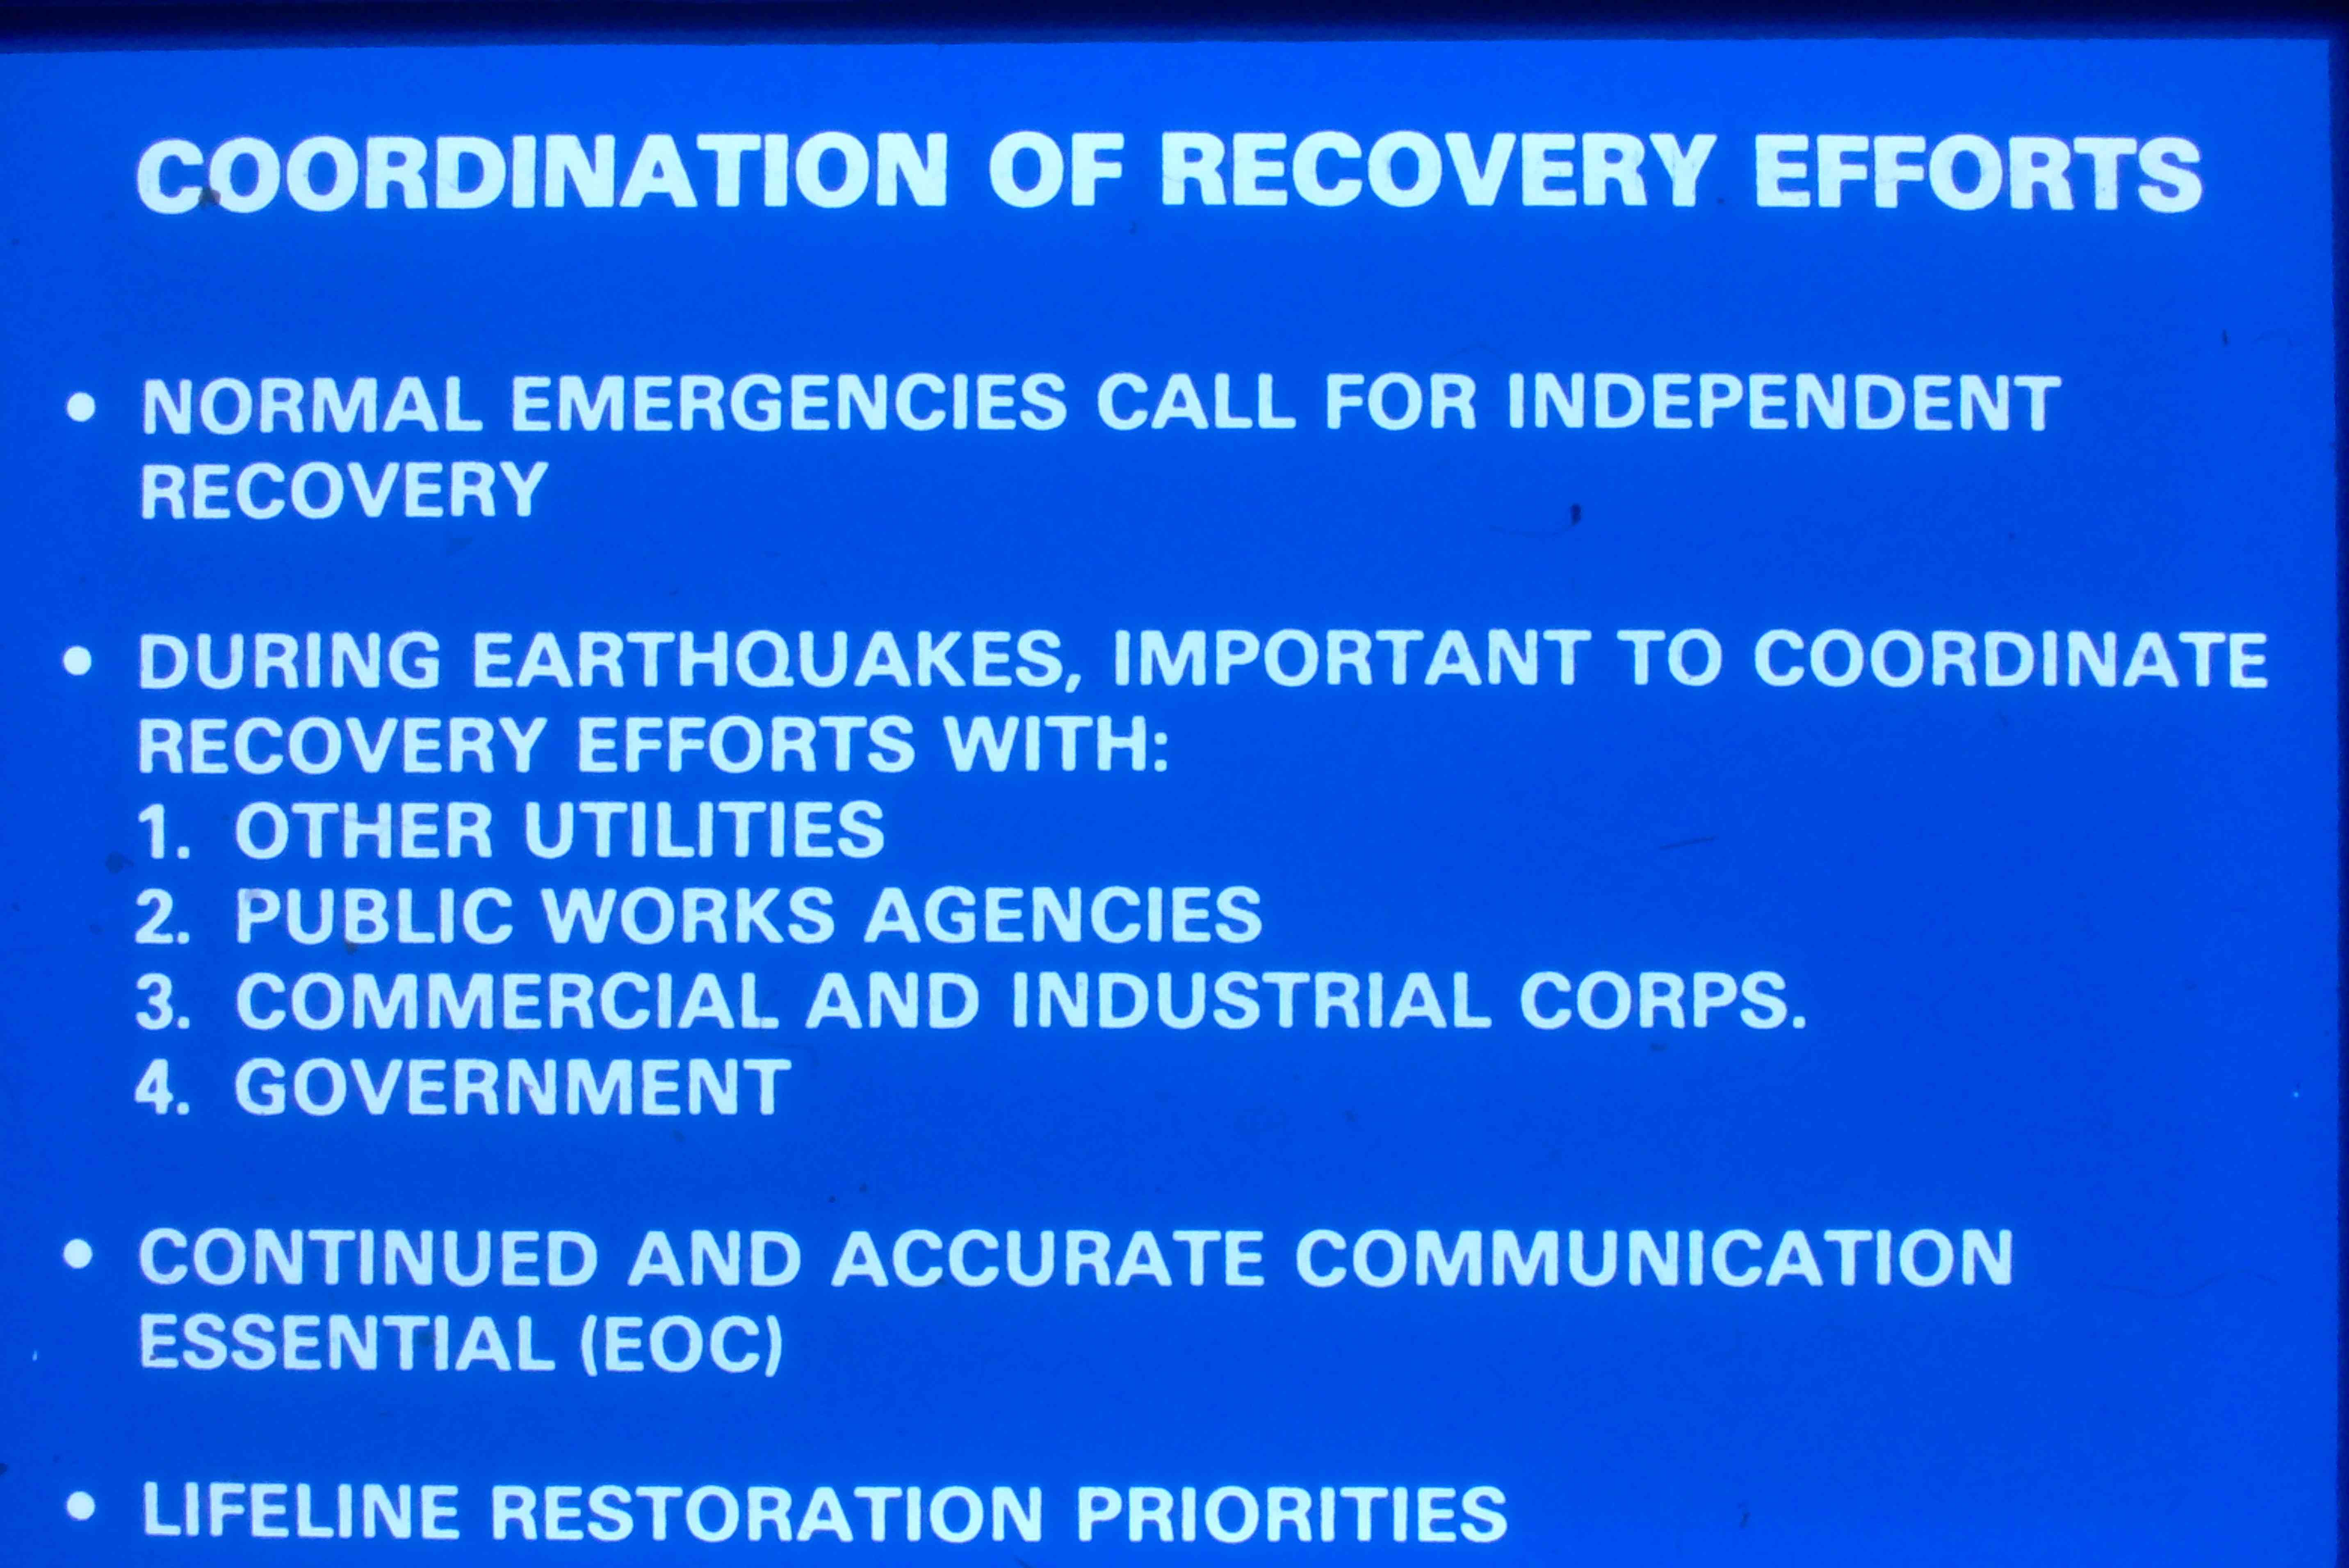 COORDINATION OF RECOVERY EFFORTS
• NORMAL EMERGENCIES CALL FOR INDEPENDENT
RECOVERY
• DURING EARTHQUAKES, IMPORTANT TO COORDINATE
RECOVERY EFFORTS WITH:
1. OTHER UTILITIES
2. PUBLIC WORKS AGENCIES
3. COMMERCIAL AND INDUSTRIAL CORPS.
4. GOVERNMENT
• CONTINUED AND ACCURATE COMMUNICATION
ESSENTIAL (EOC)
• LIFELINE RESTORATION PRIORITIES